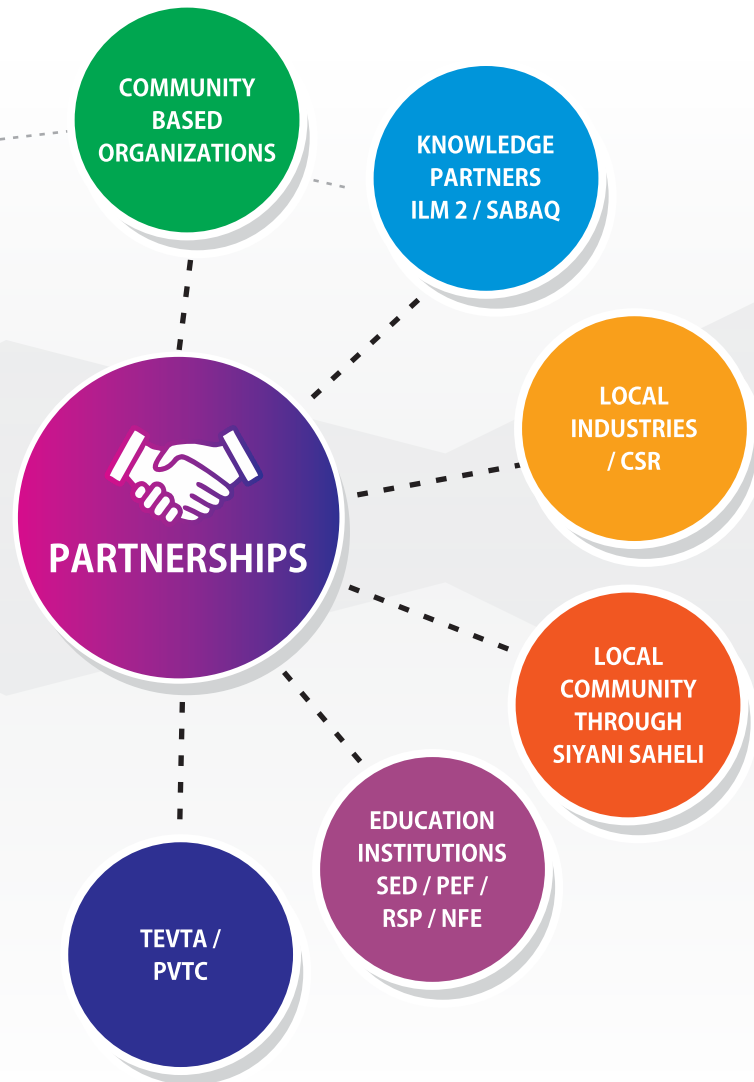 COMMUNITY
BASED
ORGANIZATIONS
KNOWLEDGE
PARTNERS
ILM 2 / SABAQ
LOCAL
INDUSTRIES
/ CSR
PARTNERSHIPS
LOCAL
COMMUNITY
THROUGH
SIYANI SAHELI
EDUCATION
INSTITUTIONS
SED / PEF /
RSP / NFE
TEVTA /
PVTC